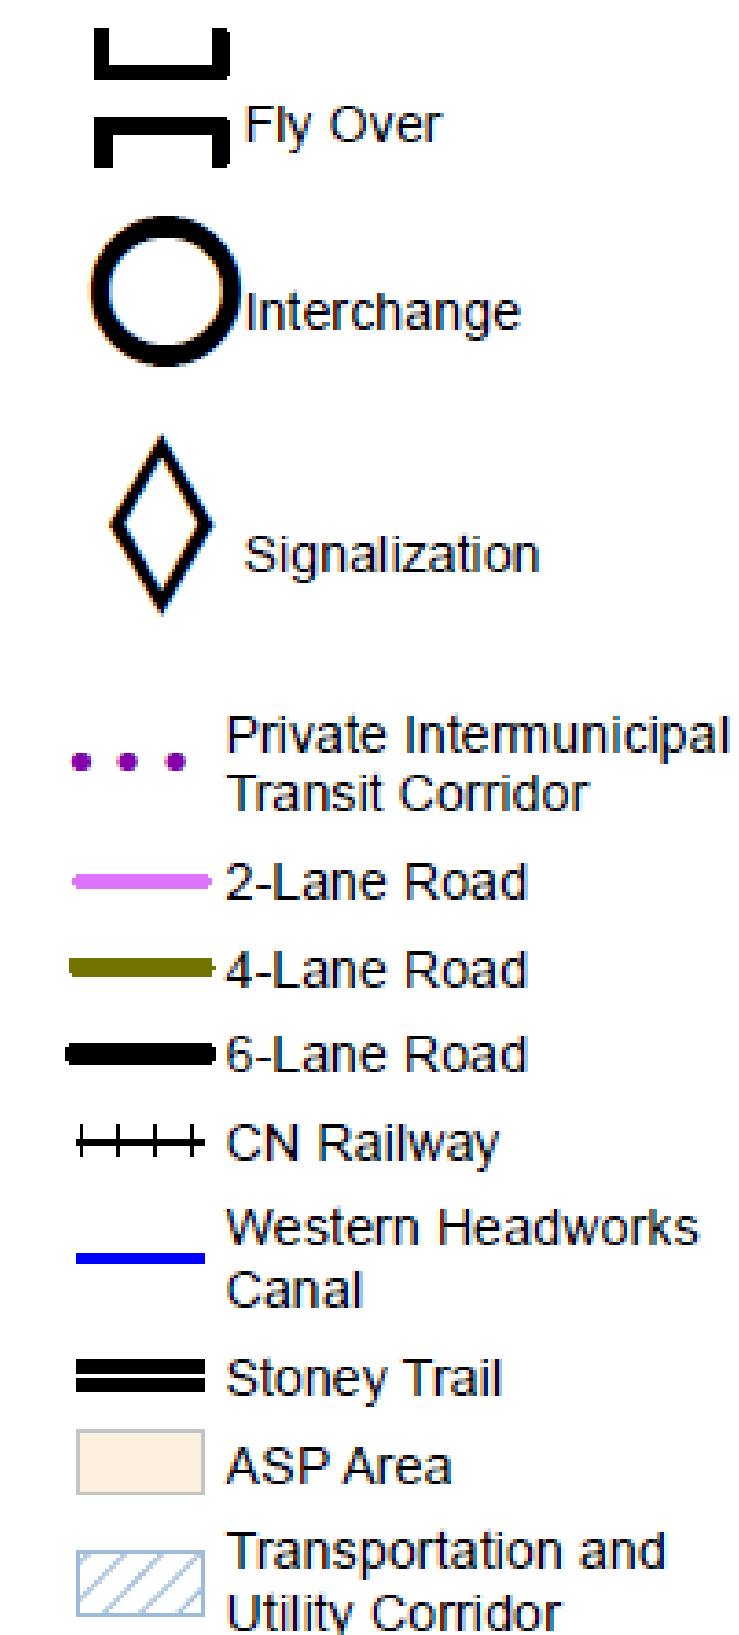 Fly Over
Interchange
Signalization
Private Intermunicipal
Transit Corridor
2-Lane Road
4-Lane Road
6-Lane Road
CN Railway
Western Headworks
Canal
Stoney Trail
ASP Area
Transportation and
Utility Corridor